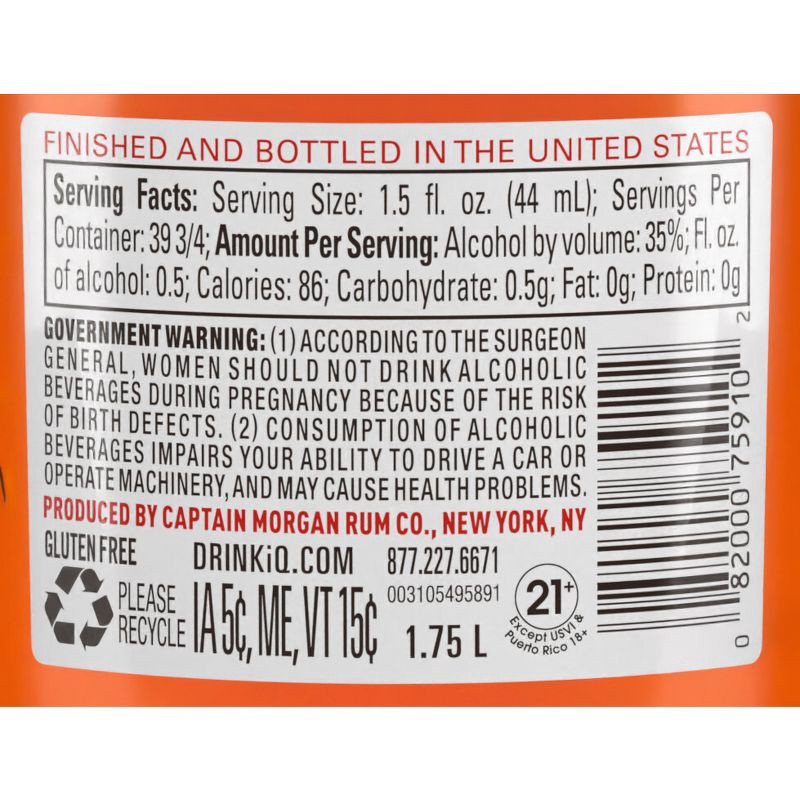 FINISHED AND BOTTLED IN THE UNITED STATES
Serving Facts: Serving Size: 1.5 fl. oz. (44 mL); Servings Per
Container: 39 3/4; Amount Per Serving: Alcohol by volume: 35%; Fl. oz.
of alcohol: 0.5; Calories: 86; Carbohydrate: 0.5g; Fat: 0g; Protein: 0g
GOVERNMENT WARNING: (1) ACCORDING TO THE SURGEON
GENERAL, WOMEN SHOULD NOT DRINK ALCOHOLIC
BEVERAGES DURING PREGNANCY BECAUSE OF THE RISK
OF BIRTH DEFECTS. (2) CONSUMPTION OF ALCOHOLIC
BEVERAGES IMPAIRS YOUR ABILITY TO DRIVE A CAR OR
OPERATE MACHINERY, AND MAY CAUSE HEALTH PROBLEMS.
PRODUCED BY CAPTAIN MORGAN RUM CO., NEW YORK, NY
GLUTEN FREE DRINKiQ.COM 877.227.6671
003105495891
PLEASE
RECYCLE
IA 5¢, ME, VT 15¢
1.75 L
21+
Except USVI &
Puerto Rico 18+
0 82000 75910 2